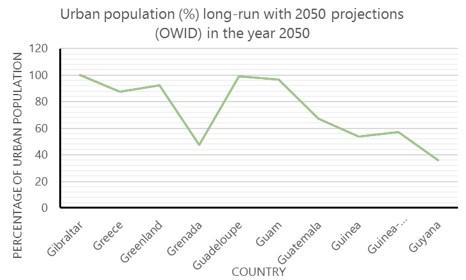 Urban population (%) long-run with 2050 projections
(OWID) in the year 2050
PERCENTAGE OF URBAN POPULATION
120
100
80
60
40
20
0
Gibraltar
Greece
Greenland
Grenada
Guadeloupe
Guam
Guatemala
Guinea
Guinea-...
Guyana
COUNTRY